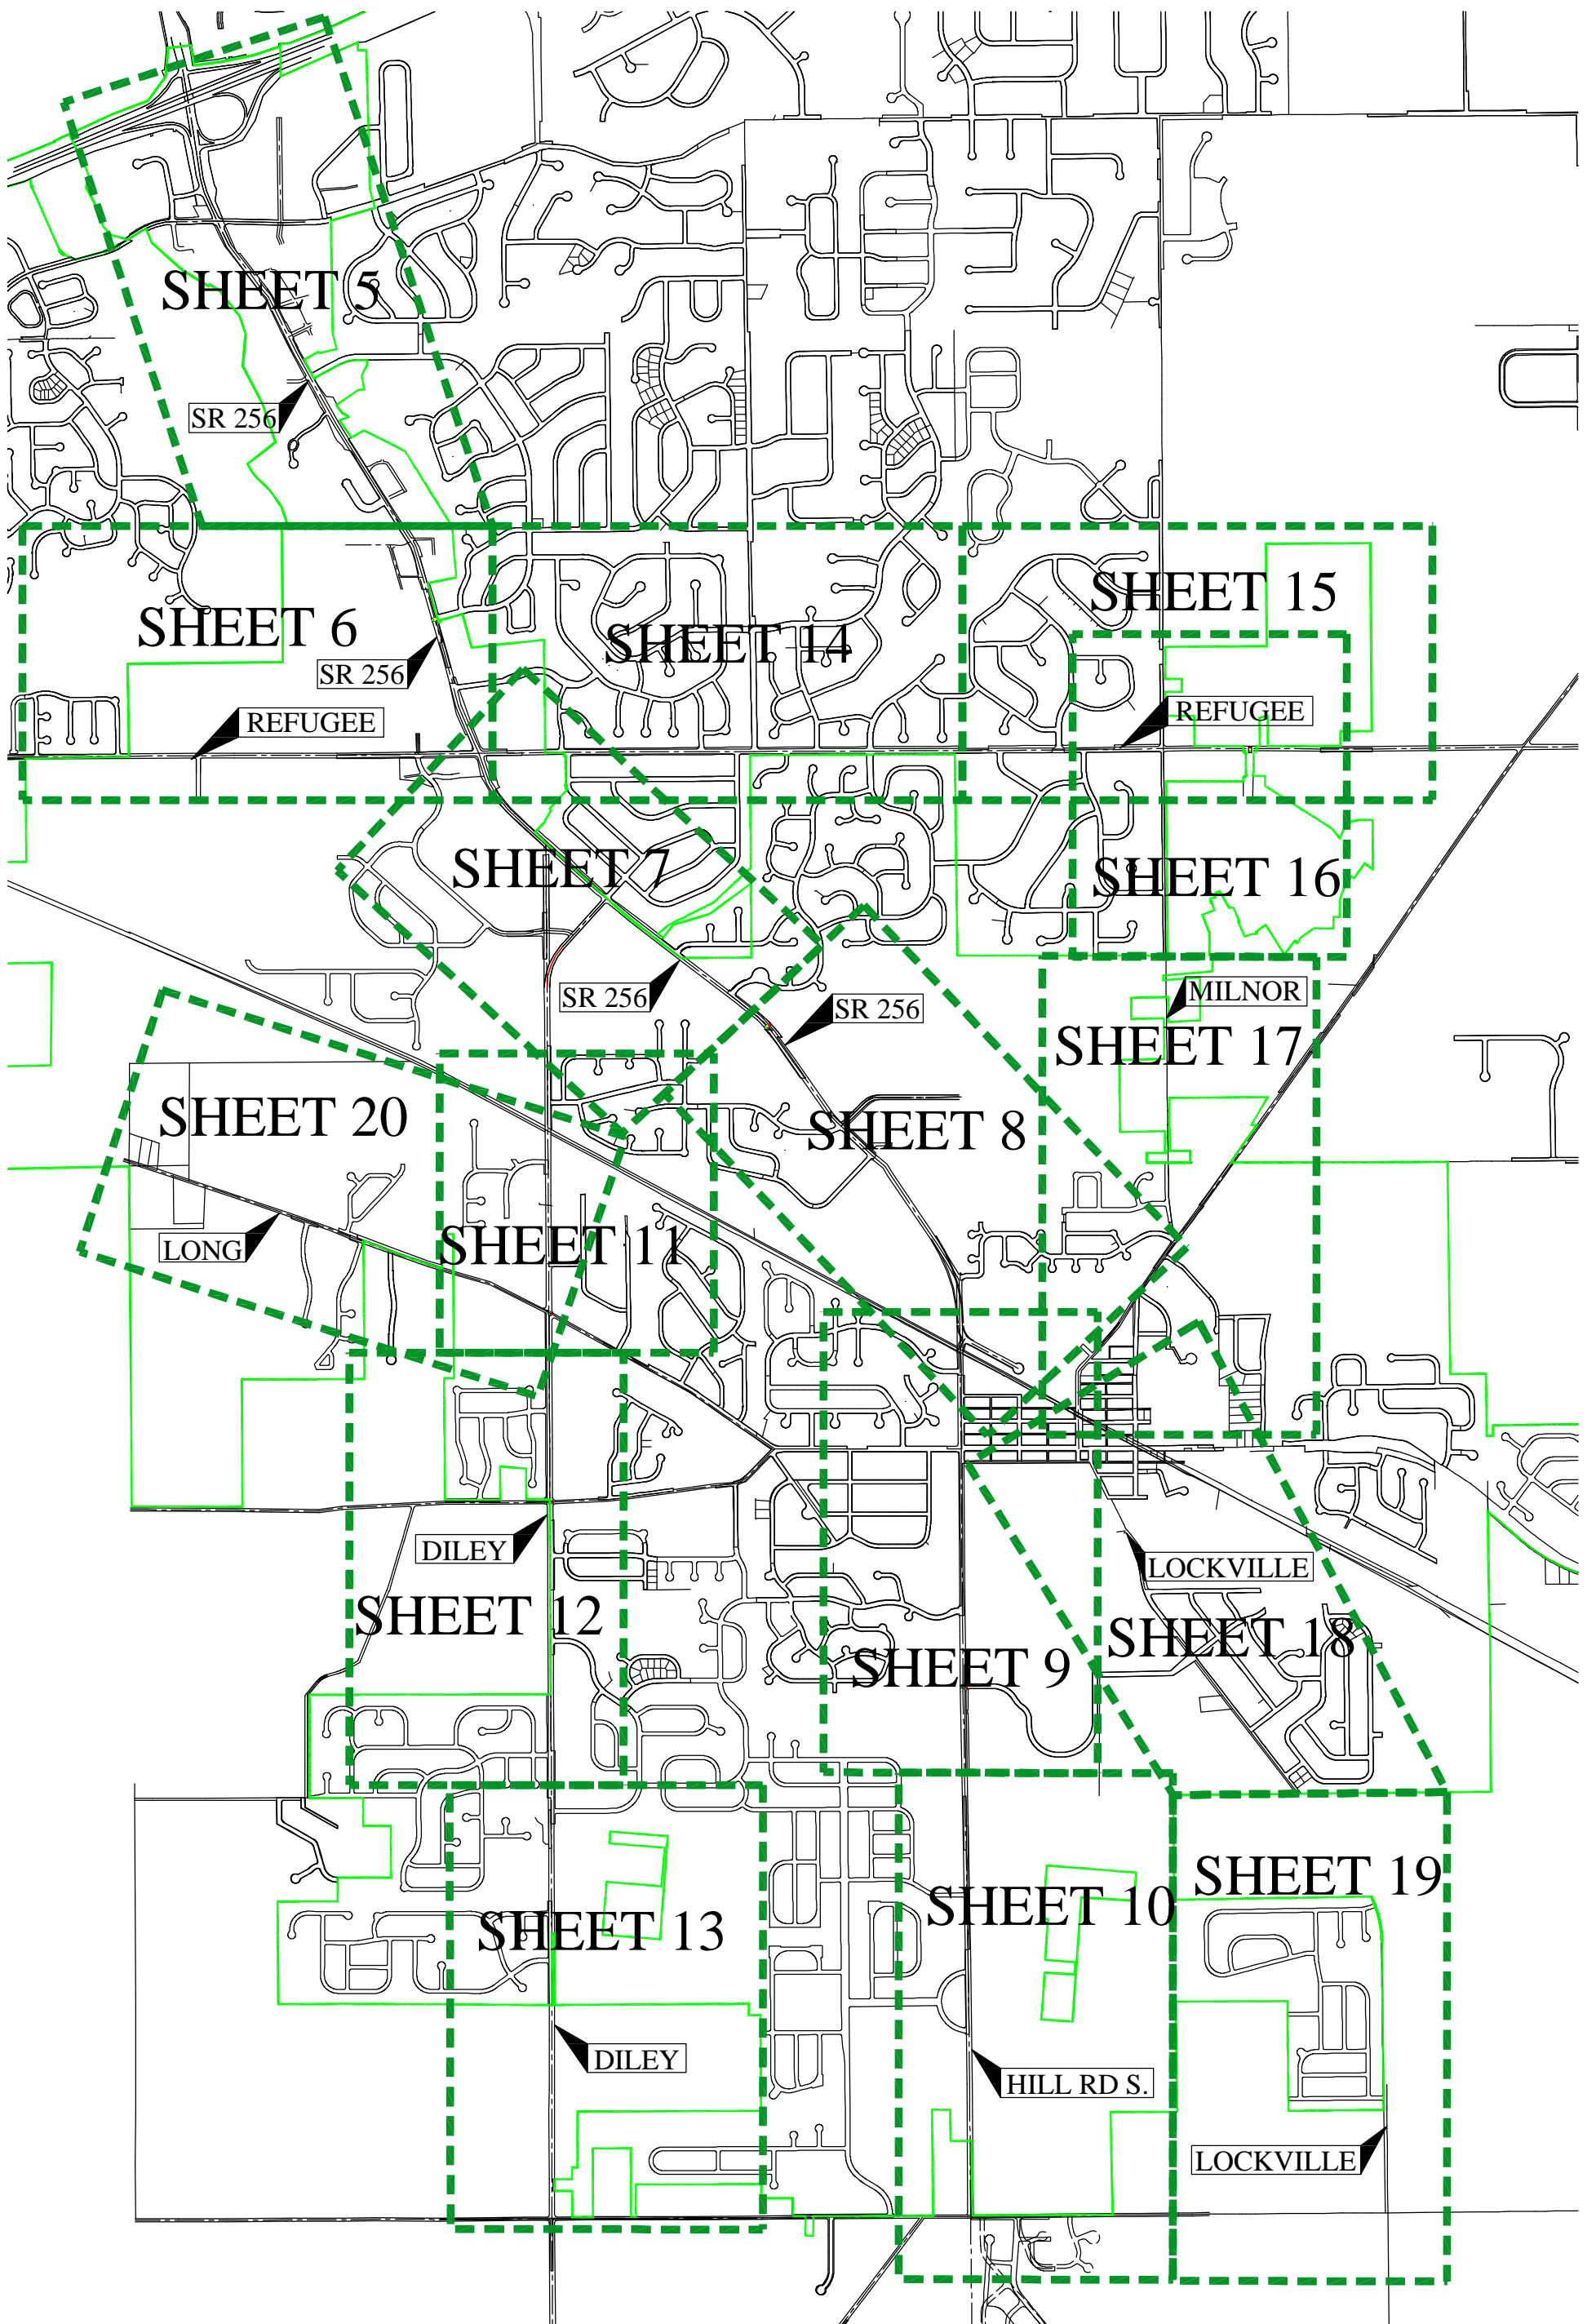 SHEET 5
SR 256
SHEET 15
SHEET 6
SHEET 14
SR 256
REFUGEE
REFUGEE
SHEET 7
SHEET 16
SR 256
MILNOR
SR 256
SHEET 17
SHEET 20
SHEET 8
LONG
SHEET 11
DILEY
LOCKVILLE
SHEET 12
SHEET 18
SHEET 9
SHEET 19
SHEET 10
SHEET 13
DILEY
HILL RD S.
LOCKVILLE